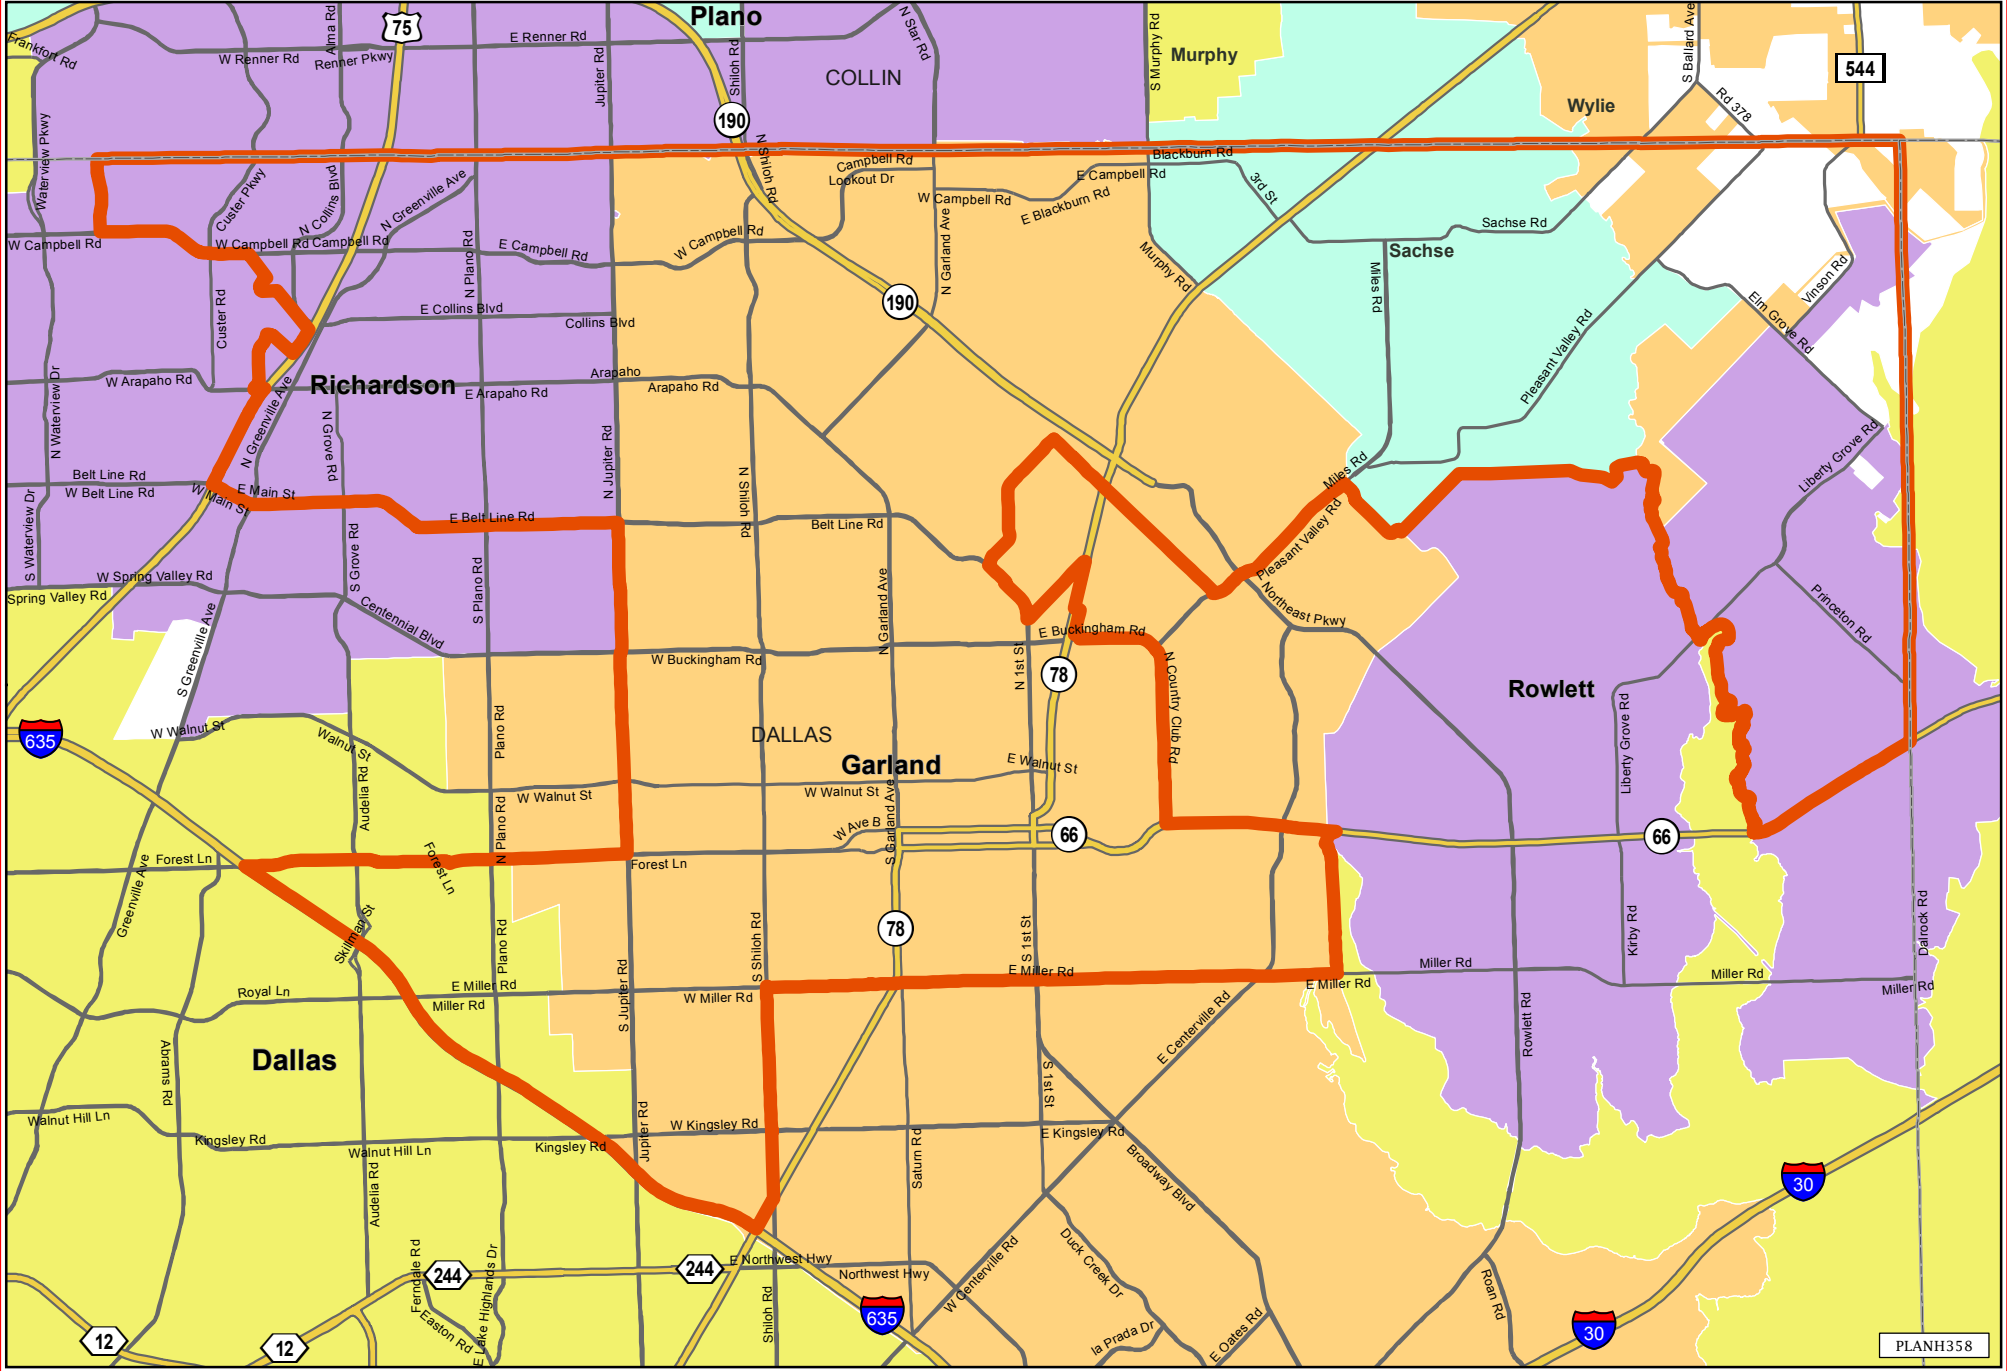 Plano
Murphy
COLLIN
Wylie
Sachse
Richardson
DALLAS
Garland
Rowlett
Dallas
75
190
544
190
78
66
66
78
635
635
30
30
244
244
12
12
Frankfort Rd
W Renner Rd
Renner Pkwy
Alma Rd
E Renner Rd
Jupiter Rd
Shiloh Rd
N Star Rd
S Murphy Rd
S Ballard Ave
Rd 378
Waterview Pkwy
Custer Pkwy
N Collins Blvd
N Greenville Ave
N Shiloh Rd
Campbell Rd
Lookout Dr
Blackburn Rd
E Campbell Rd
W Campbell Rd
E Blackburn Rd
3rd St
Sachse Rd
W Campbell Rd
W Campbell Rd
Campbell Rd
N Plano Rd
E Campbell Rd
W Campbell Rd
N Garland Ave
Murphy Rd
Miles Rd
Vinson Rd
Elm Grove Rd
Pleasant Valley Rd
Custer Rd
E Collins Blvd
Collins Blvd
N Waterview Dr
W Arapaho Rd
N Greenville Ave
E Arapaho Rd
Arapaho
Arapaho Rd
N Grove Rd
N Jupiter Rd
N Shiloh Rd
Belt Line Rd
W Belt Line Rd
W Main St
E Main St
E Belt Line Rd
Belt Line Rd
Miles Rd
Pleasant Valley Rd
Liberty Grove Rd
S Waterview Dr
W Spring Valley Rd
Spring Valley Rd
S Grove Rd
Centennial Blvd
S Plano Rd
S Greenville Ave
N Garland Ave
E Buckingham Rd
W Buckingham Rd
N 1st St
Northeast Pkwy
Princeton Rd
N Country Club Rd
Liberty Grove Rd
W Walnut St
Walnut St
Plano Rd
E Walnut St
W Walnut St
W Walnut St
Audelia Rd
N Plano Rd
W Ave B
S Garland Ave
Forest Ln
Forest Ln
Forest Ln
Greenville Ave
Skillman St
Plano Rd
S Shiloh Rd
S 1st St
Kirby Rd
Dalrock Rd
Royal Ln
E Miller Rd
Miller Rd
W Miller Rd
E Miller Rd
E Miller Rd
Miller Rd
Miller Rd
Miller Rd
S Jupiter Rd
E Centerville Rd
Rowlett Rd
Abrams Rd
S 1st St
Walnut Hill Ln
Kingsley Rd
Walnut Hill Ln
Kingsley Rd
Jupiter Rd
W Kingsley Rd
E Kingsley Rd
Saturn Rd
Broadway Blvd
Audelia Rd
Ferndale Rd
Easton Rd
E Lake Highlands Dr
E Northwest Hwy
Northwest Hwy
Shiloh Rd
W Centerville Rd
Duck Creek Dr
la Prada Dr
E Oates Rd
Roan Rd
PLANH358